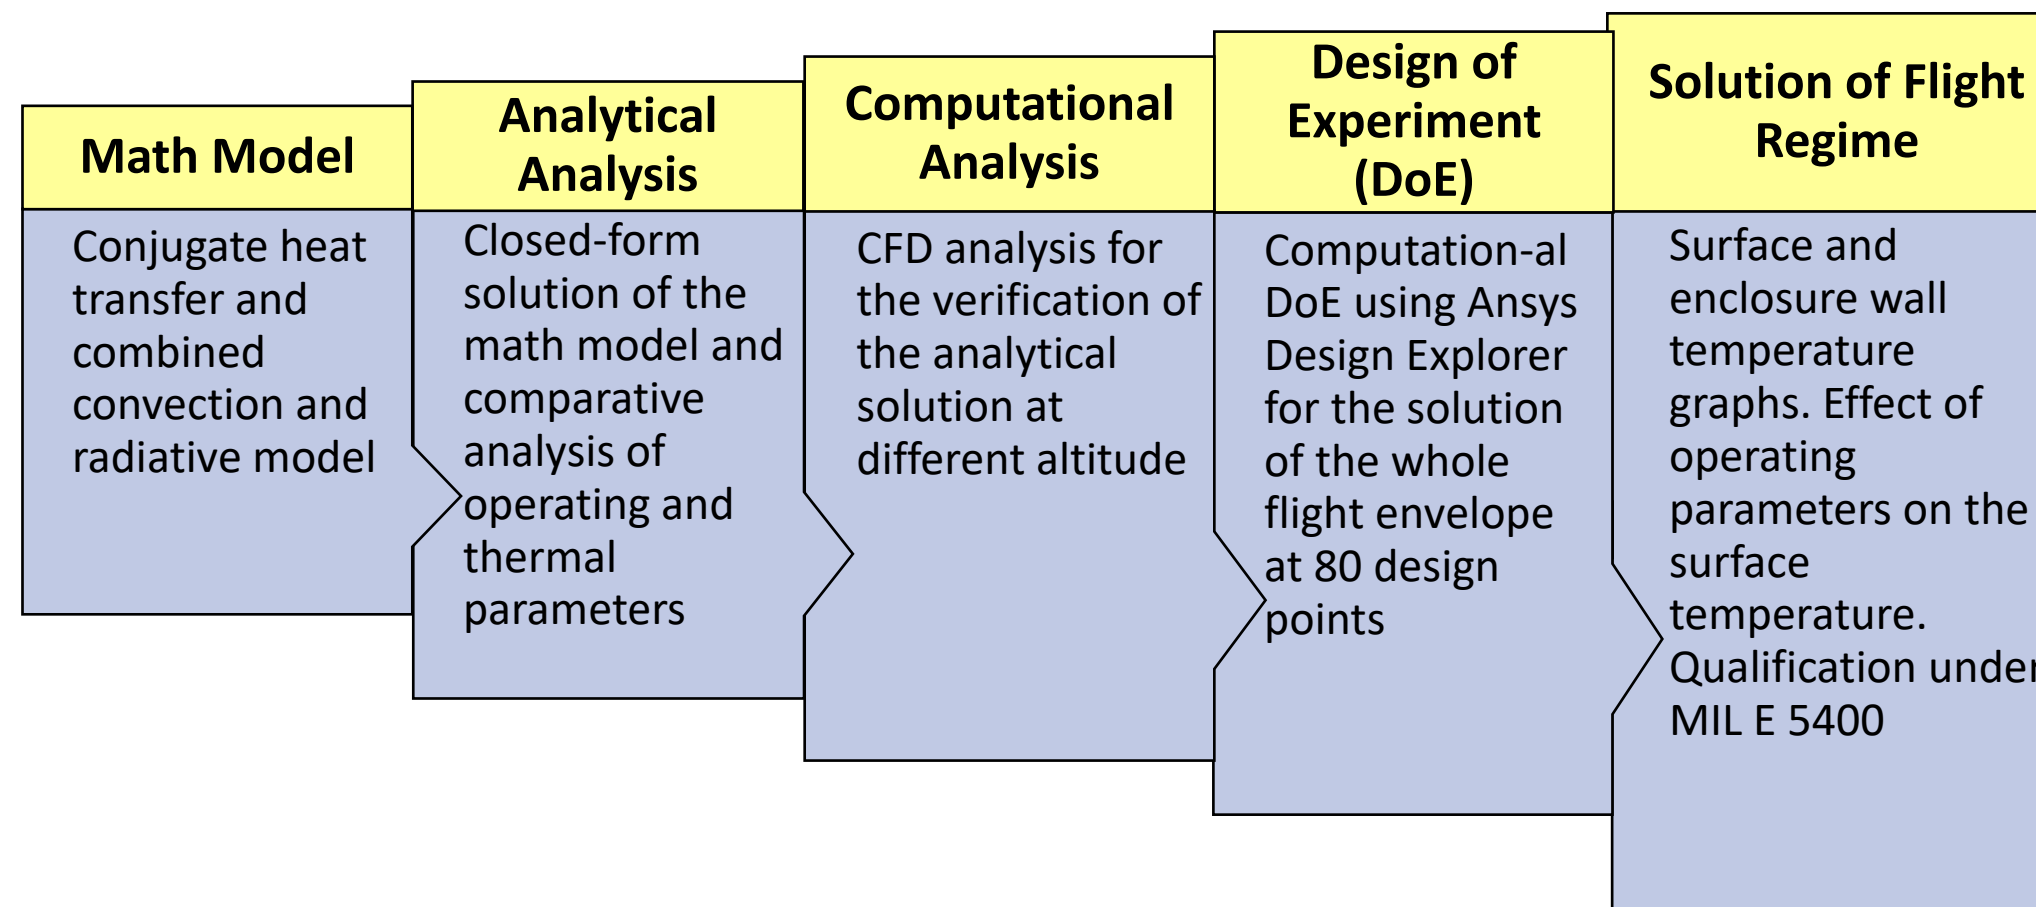 Math Model
Conjugate heat
transfer and
combined
convection and
radiative model
Analytical
Analysis
Closed-form
solution of the
math model and
comparative
analysis of
operating and
thermal
parameters
Computational
Analysis
CFD analysis for
the verification of
the analytical
solution at
different altitude
Design of
Experiment
(DoE)
Computation-al
DoE using Ansys
Design Explorer
for the solution
of the whole
flight envelope
at 80 design
points
Solution of Flight
Regime
Surface and
enclosure wall
temperature
graphs. Effect of
operating
parameters on the
surface
temperature.
Qualification under
MIL E 5400